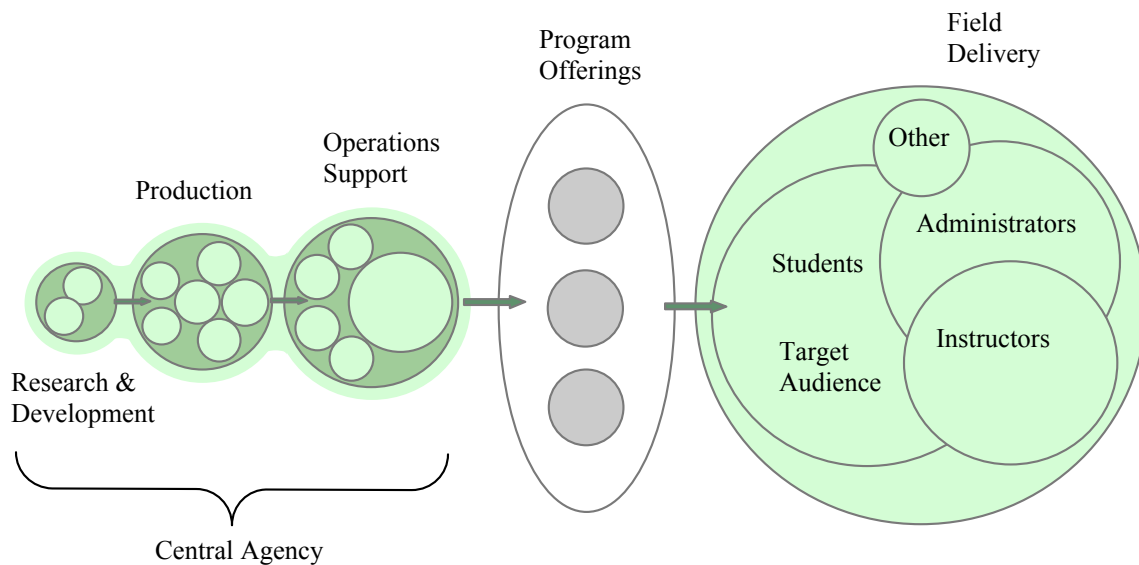 Field
Delivery
Program
Offerings
Other
Operations
Support
Production
Administrators
Students
Instructors
Target
Audience
Research &
Development
Central Agency